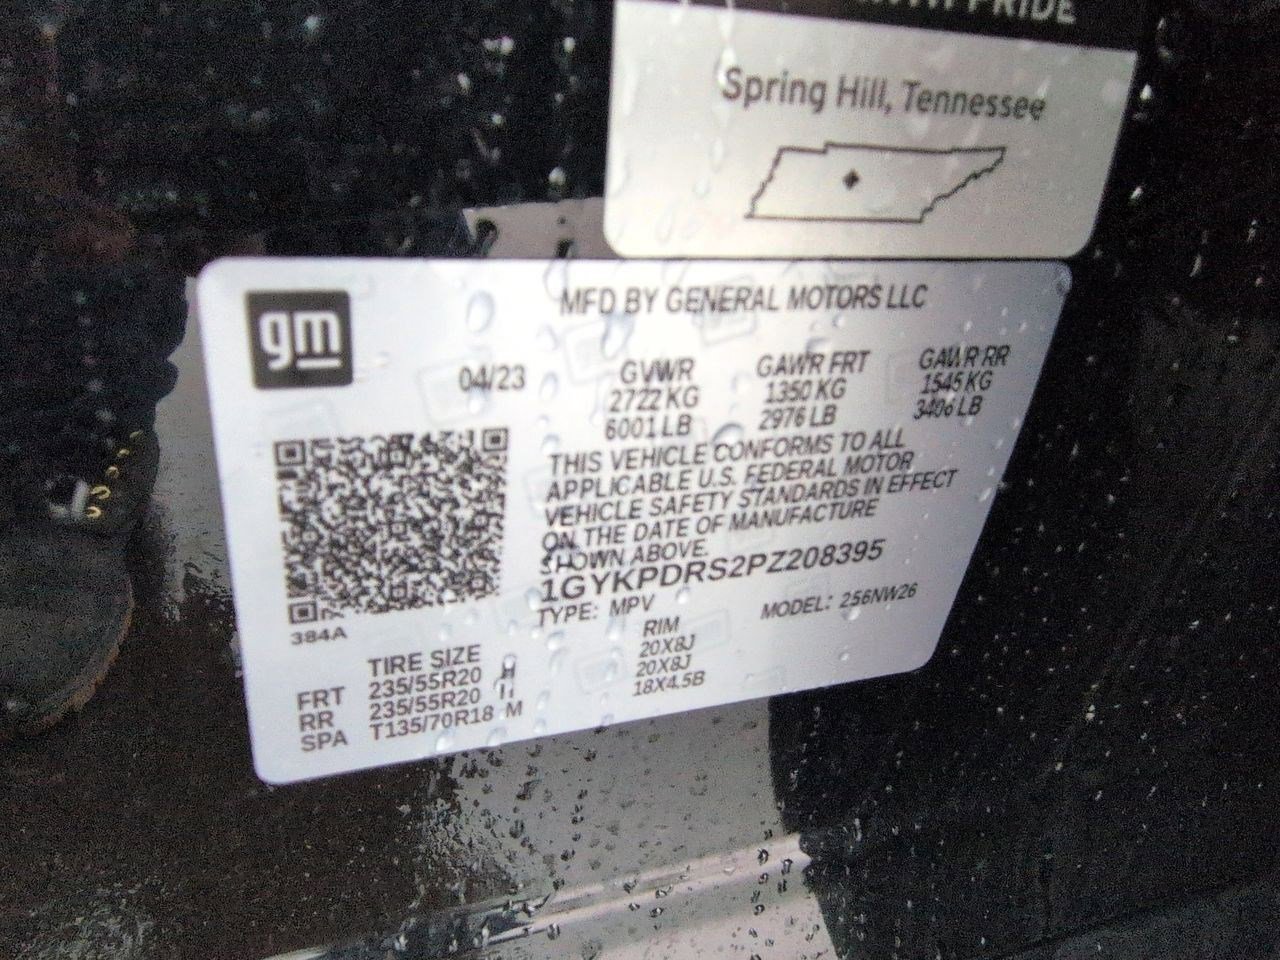 PRIDE
Spring Hill, Tennessee
gm
MFD BY GENERAL MOTORS LLC
04/23
GVWR GAWR FRT GAWR RR
2722 KG 1350 KG 1545 KG
6001 LB 2976 LB 3406 LB
THIS VEHICLE CONFORMS TO ALL
APPLICABLE U.S. FEDERAL MOTOR
VEHICLE SAFETY STANDARDS IN EFFECT
ON THE DATE OF MANUFACTURE
SHOWN ABOVE.
1GYKPDRS2PZ208395
TYPE: MPV MODEL: 256NW26
384A
TIRE SIZE RIM
FRT 235/55R20 H 20X8J
RR 235/55R20 H 20X8J
SPA T135/70R18 M 18X4.5B